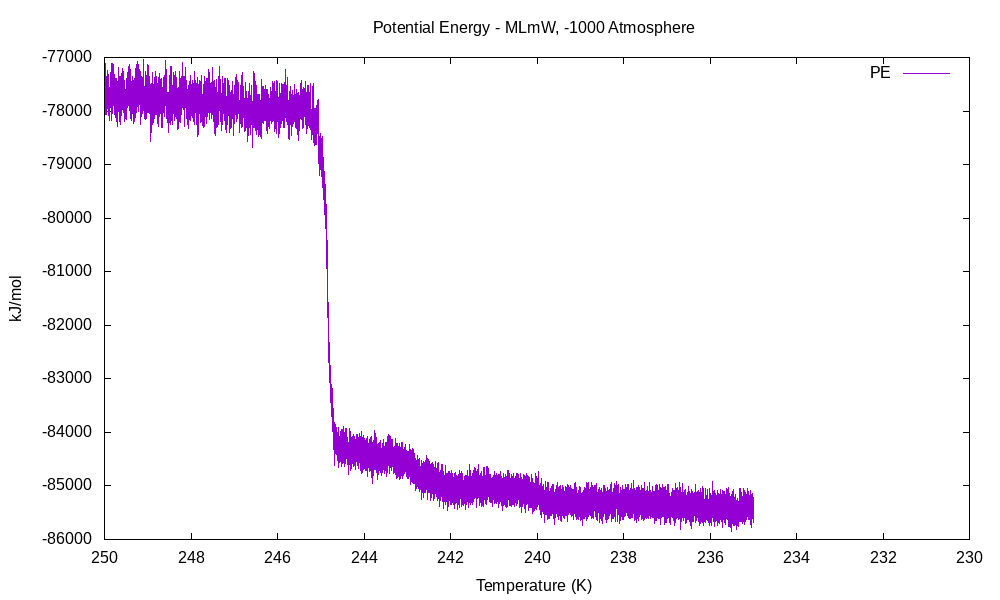 Potential Energy - MLmW, -1000 Atmosphere
PE
-77000
-78000
-79000
-80000
-81000
-82000
-83000
-84000
-85000
-86000
kJ/mol
250 248 246 244 242 240 238 236 234 232 230
Temperature (K)